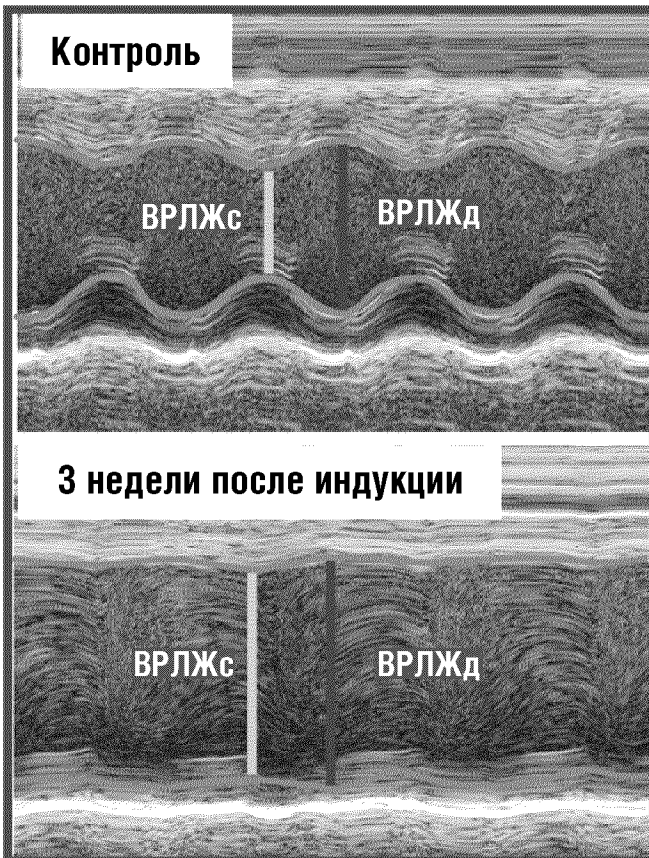 Контроль
ВРЛЖс
ВРЛЖд
3 недели после индукции
ВРЛЖс
ВРЛЖд